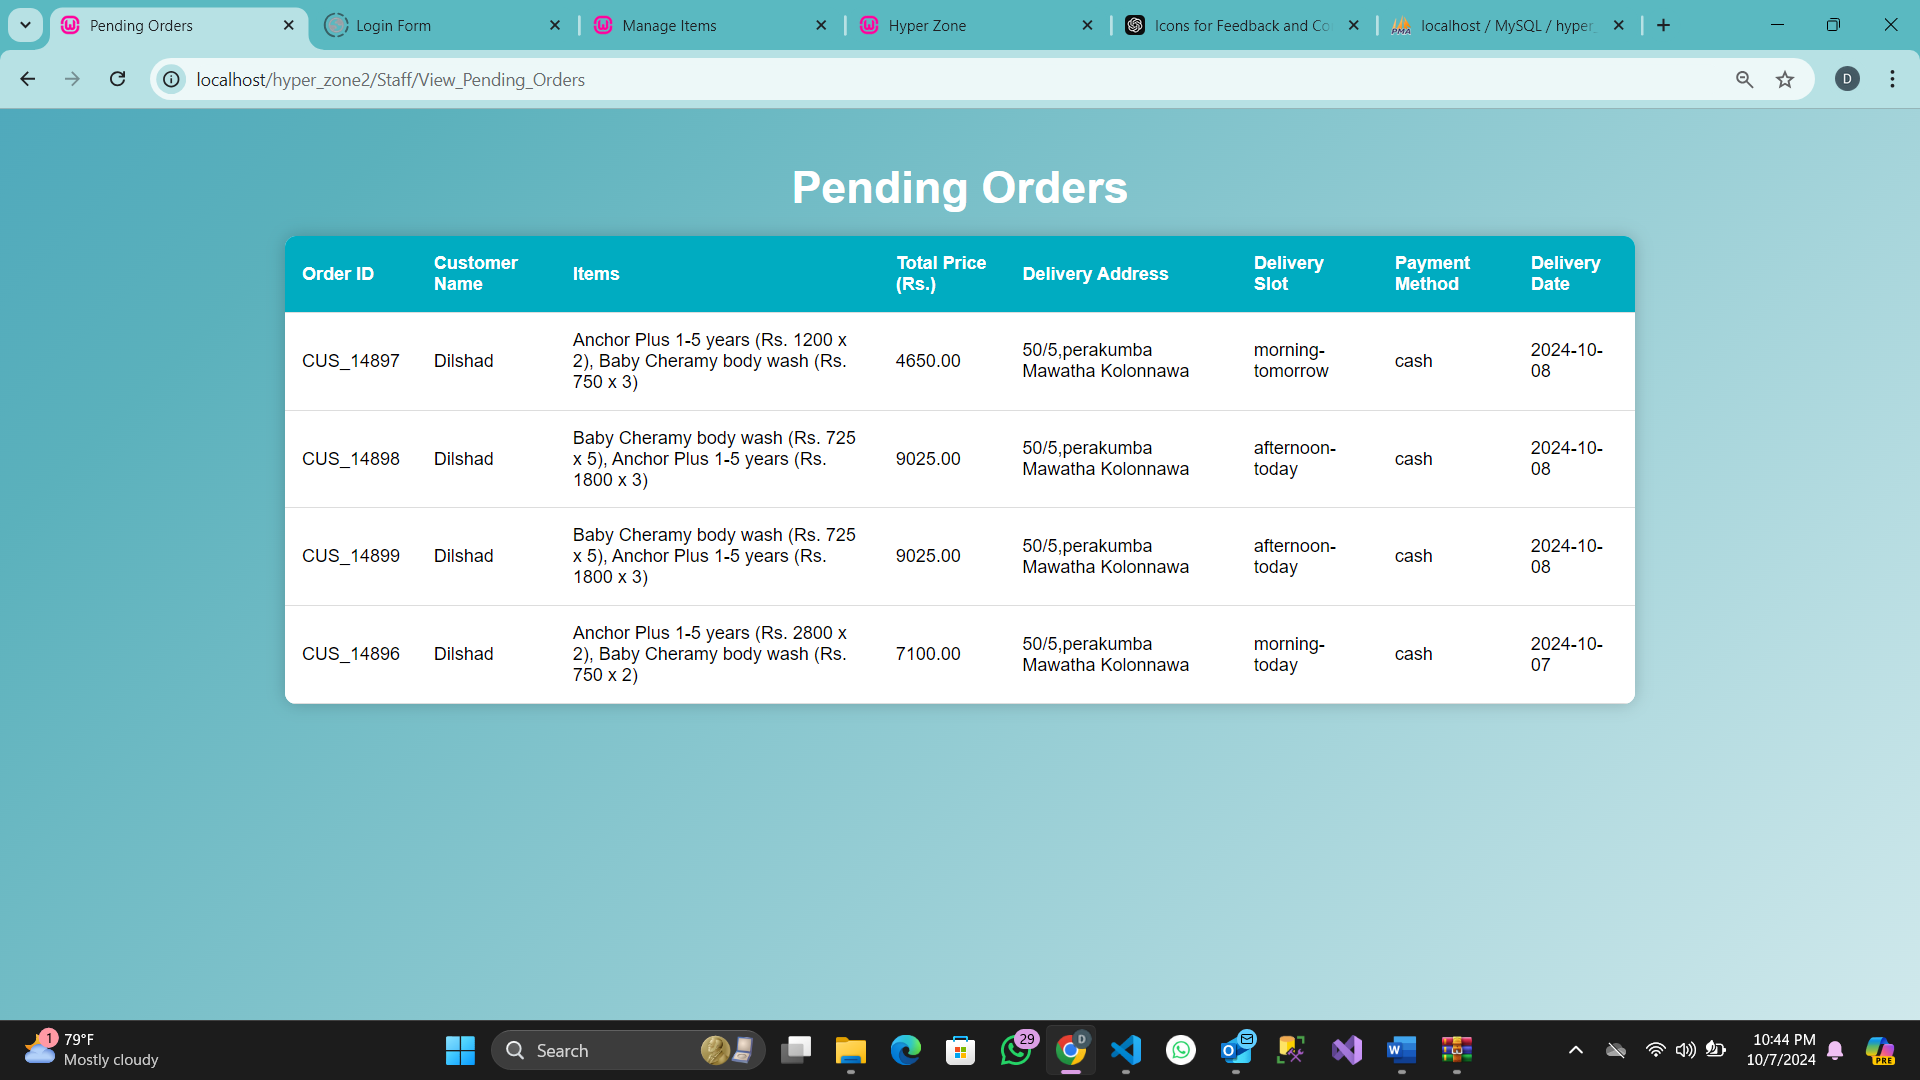 Pending Orders
Login Form
Manage Items
Hyper Zone
Icons for Feedback and Co
localhost / MySQL / hyper_
localhost/hyper_zone2/Staff/View_Pending_Orders
D
Pending Orders
Order ID
Customer
Name
Items
Total Price
(Rs.)
Delivery Address
Delivery
Slot
Payment
Method
Delivery
Date
CUS_14897
Dilshad
Anchor Plus 1-5 years (Rs. 1200 x
2), Baby Cheramy body wash (Rs.
750 x 3)
4650.00
50/5,perakumba
Mawatha Kolonnawa
morning-
tomorrow
cash
2024-10-
08
CUS_14898
Dilshad
Baby Cheramy body wash (Rs. 725
x 5), Anchor Plus 1-5 years (Rs.
1800 x 3)
9025.00
50/5,perakumba
Mawatha Kolonnawa
afternoon-
today
cash
2024-10-
08
CUS_14899
Dilshad
Baby Cheramy body wash (Rs. 725
x 5), Anchor Plus 1-5 years (Rs.
1800 x 3)
9025.00
50/5,perakumba
Mawatha Kolonnawa
afternoon-
today
cash
2024-10-
08
CUS_14896
Dilshad
Anchor Plus 1-5 years (Rs. 2800 x
2), Baby Cheramy body wash (Rs.
750 x 2)
7100.00
50/5,perakumba
Mawatha Kolonnawa
morning-
today
cash
2024-10-
07
1
79°F
Mostly cloudy
Search
29
D
10:44 PM
10/7/2024
PRE